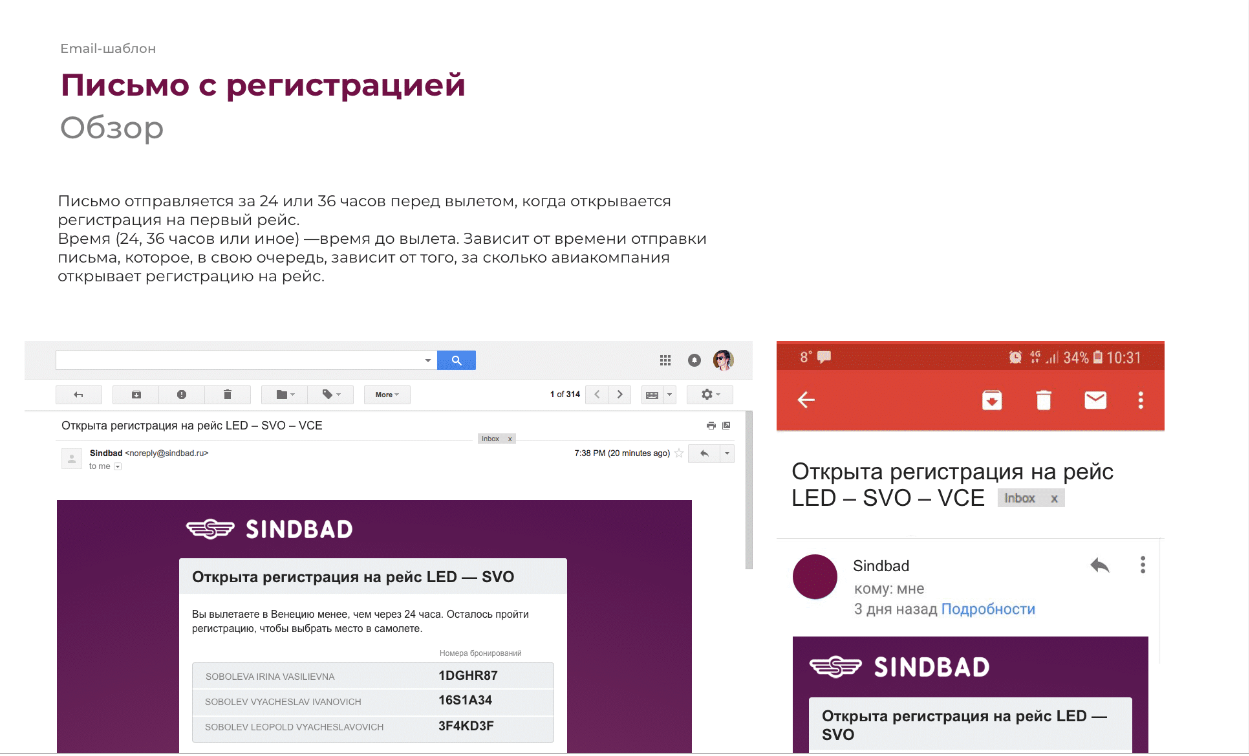 Email-шаблон
Письмо с регистрацией
Обзор
Письмо отправляется за 24 или 36 часов перед вылетом, когда открывается
регистрация на первый рейс.
Время (24, 36 часов или иное) —время до вылета. Зависит от времени отправки
письма, которое, в свою очередь, зависит от того, за сколько авиакомпания
открывает регистрацию на рейс.
More
1 of 314
Открыта регистрация на рейс LED – SVO – VCE
Inbox x
Sindbad <noreply@sindbad.ru>
7:38 PM (20 minutes ago)
to me
SINDBAD
Открыта регистрация на рейс LED — SVO
Вы вылетаете в Венецию менее, чем через 24 часа. Осталось пройти
регистрацию, чтобы выбрать место в самолете.
Номера бронирований
SOBOLEVA IRINA VASILIEVNA 1DGHR87
SOBOLEV VYACHESLAV IVANOVICH 16S1A34
SOBOLEV LEOPOLD VYACHESLAVOVICH 3F4KD3F
8° 4G 34% 10:31
Открыта регистрация на рейс
LED – SVO – VCE Inbox x
Sindbad
кому: мне
3 дня назад Подробности
SINDBAD
Открыта регистрация на рейс LED —
SVO